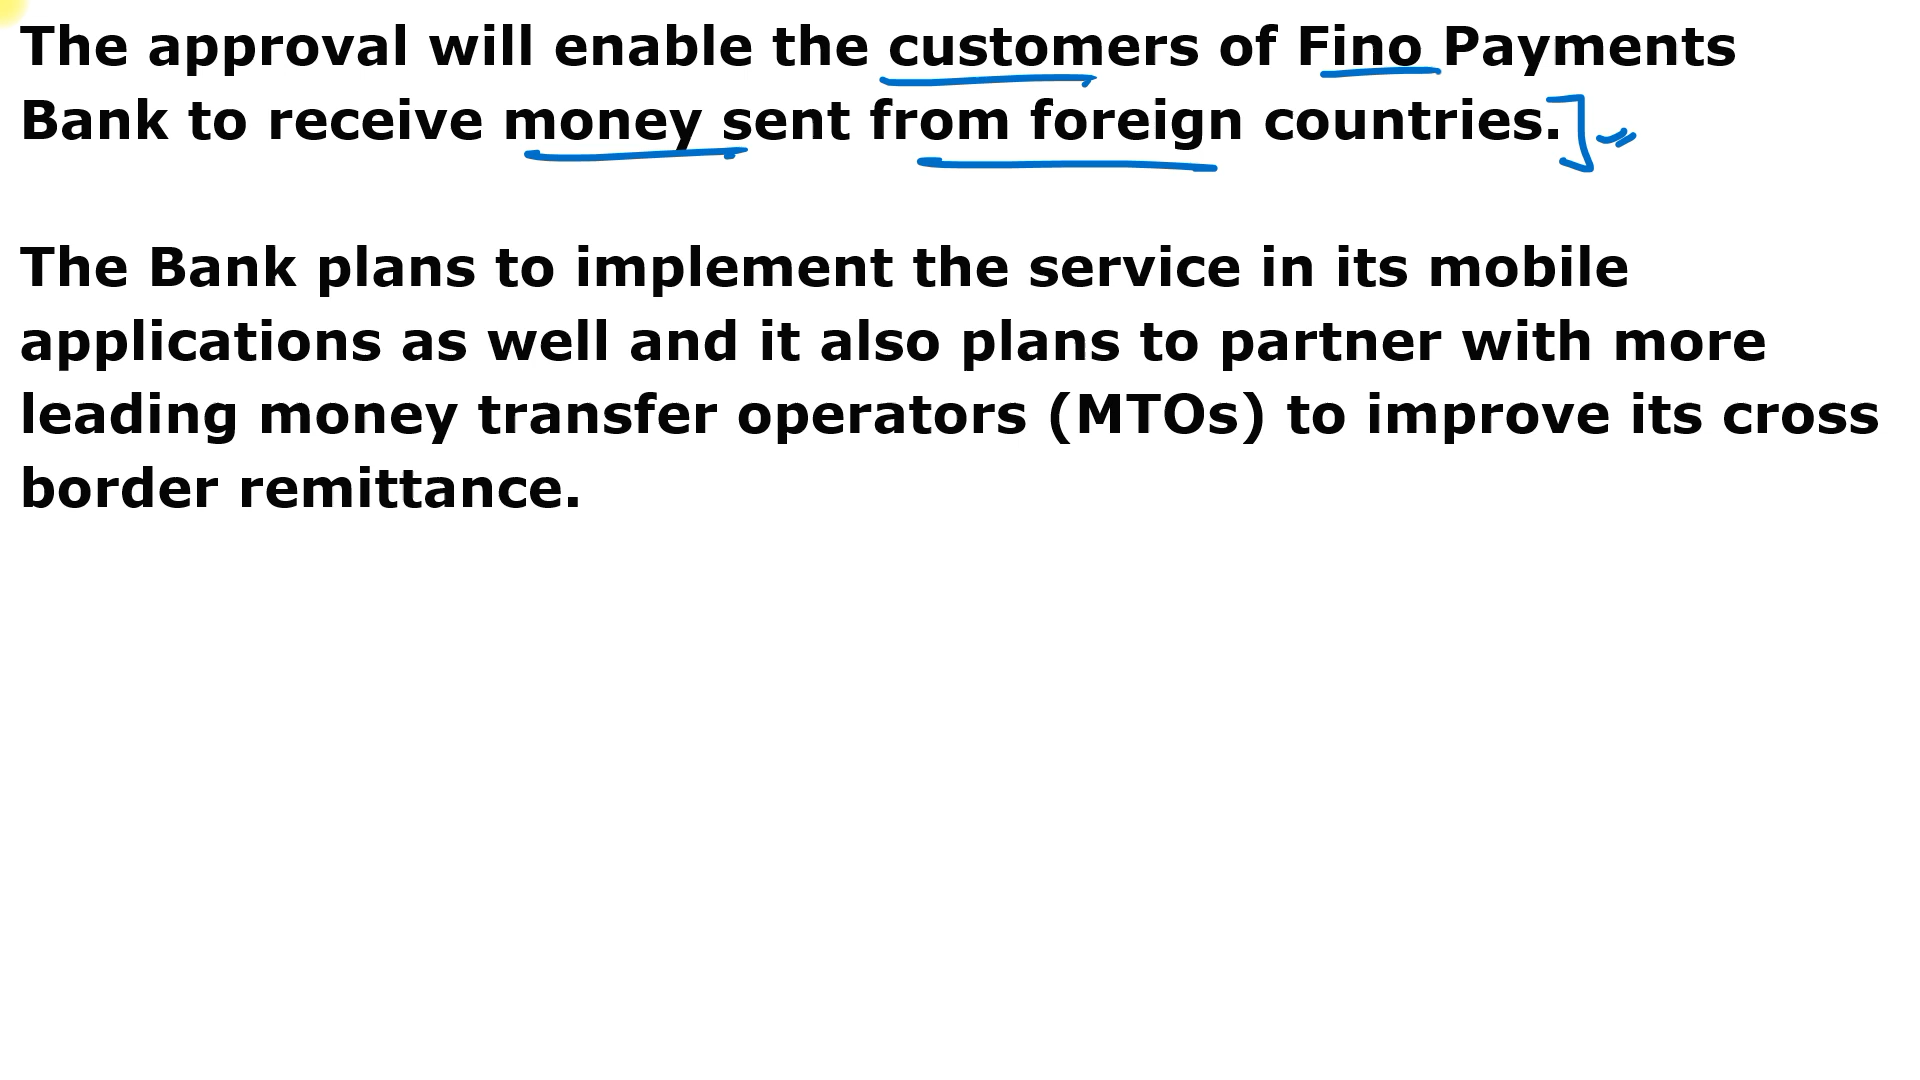 The approval will enable the customers of Fino Payments
Bank to receive money sent from foreign countries.
The Bank plans to implement the service in its mobile
applications as well and it also plans to partner with more
leading money transfer operators (MTOs) to improve its cross
border remittance.